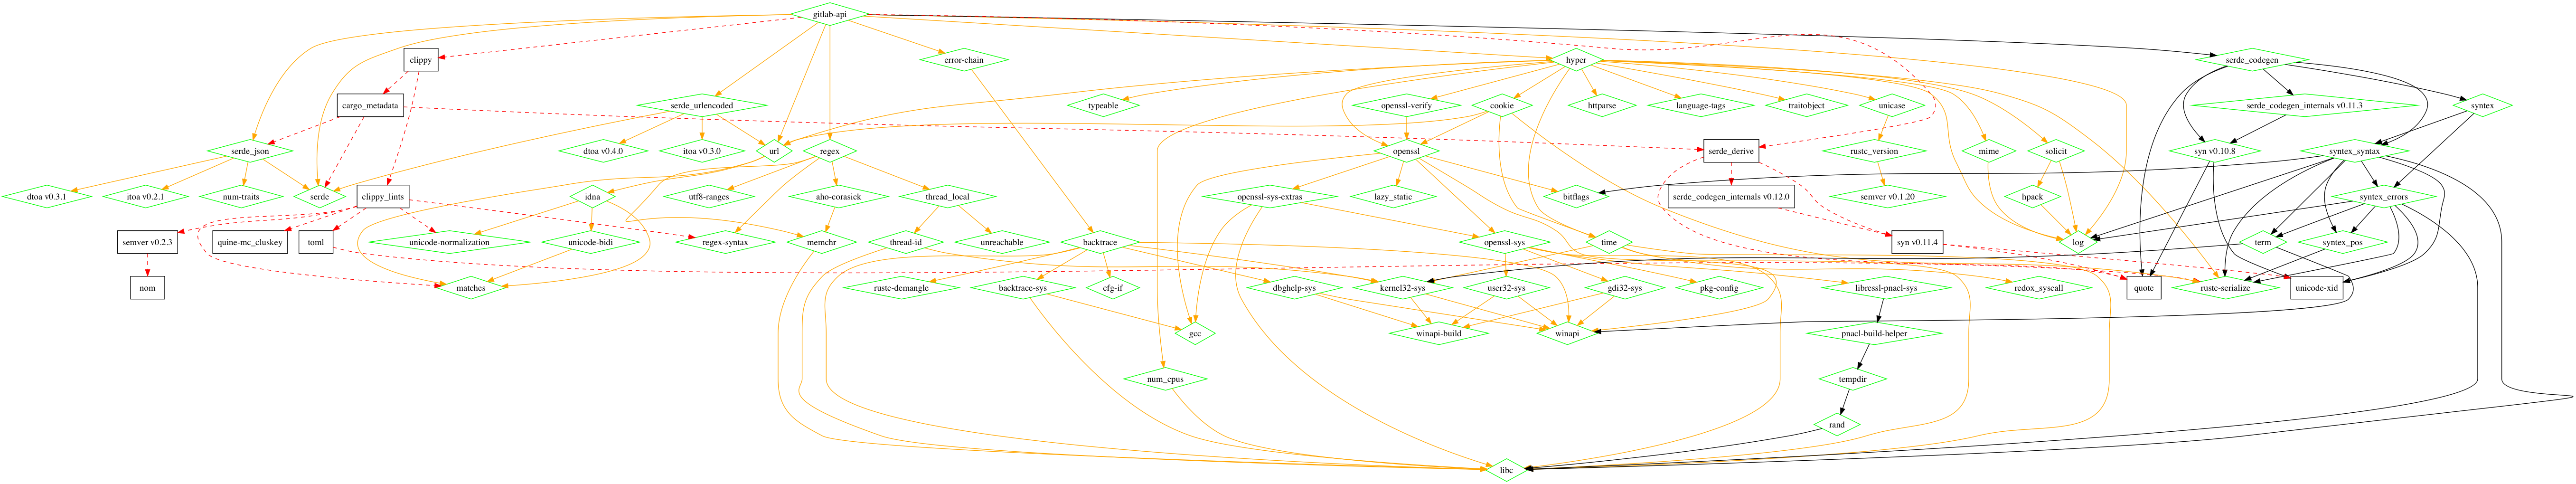 gitlab-api
clippy
error-chain
hyper
serde_codegen
cargo_metadata
serde_urlencoded
typeable
openssl-verify
cookie
httparse
language-tags
traitobject
unicase
serde_codegen_internals v0.11.3
syntex
serde_json
dtoa v0.4.0
itoa v0.3.0
url
regex
openssl
serde_derive
rustc_version
mime
solicit
syn v0.10.8
syntex_syntax
dtoa v0.3.1
itoa v0.2.1
num-traits
serde
clippy_lints
idna
utf8-ranges
aho-corasick
thread_local
openssl-sys-extras
lazy_static
bitflags
serde_codegen_internals v0.12.0
semver v0.1.20
hpack
syntex_errors
semver v0.2.3
quine-mc_cluskey
toml
unicode-normalization
unicode-bidi
regex-syntax
memchr
thread-id
unreachable
backtrace
openssl-sys
time
syn v0.11.4
log
term
syntex_pos
nom
matches
rustc-demangle
backtrace-sys
cfg-if
dbghelp-sys
kernel32-sys
user32-sys
gdi32-sys
pkg-config
libressl-pnacl-sys
redox_syscall
quote
rustc-serialize
unicode-xid
gcc
winapi-build
winapi
pnacl-build-helper
num_cpus
tempdir
rand
libc